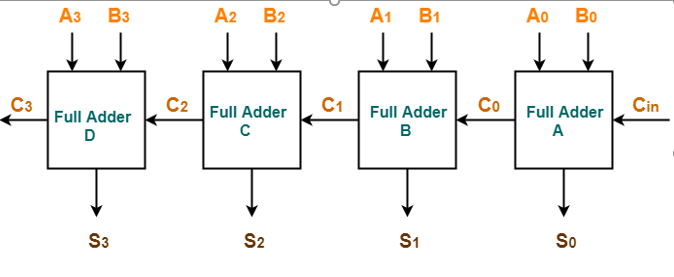 A3 B3 A2 B2 A1 B1 A0 B0
C3 Full Adder D C2 Full Adder C C1 Full Adder B C0 Full Adder A Cin
S3 S2 S1 S0